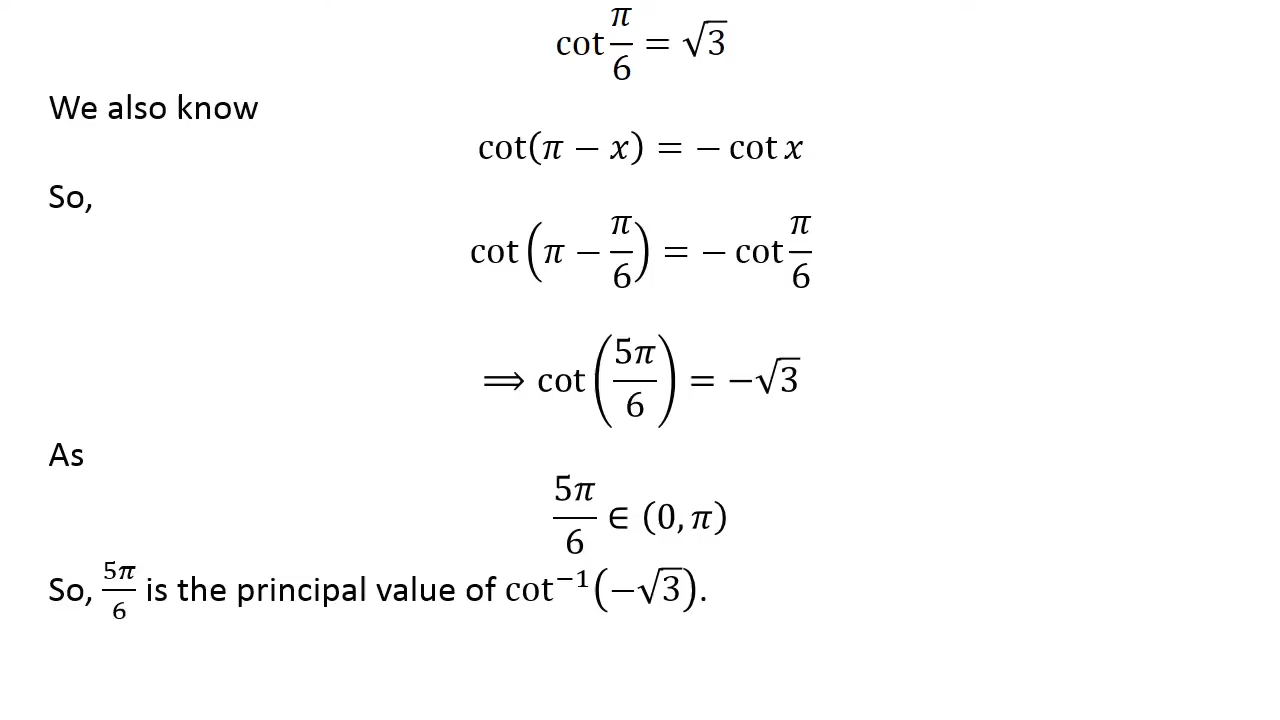 cot π/6 = √3
We also know
cot(π − x) = − cot x
So,
cot(π − π/6) = − cot π/6
⟹ cot(5π/6) = −√3
As
5π/6 ∈ (0, π)
So, 5π/6 is the principal value of cot⁻¹(−√3).